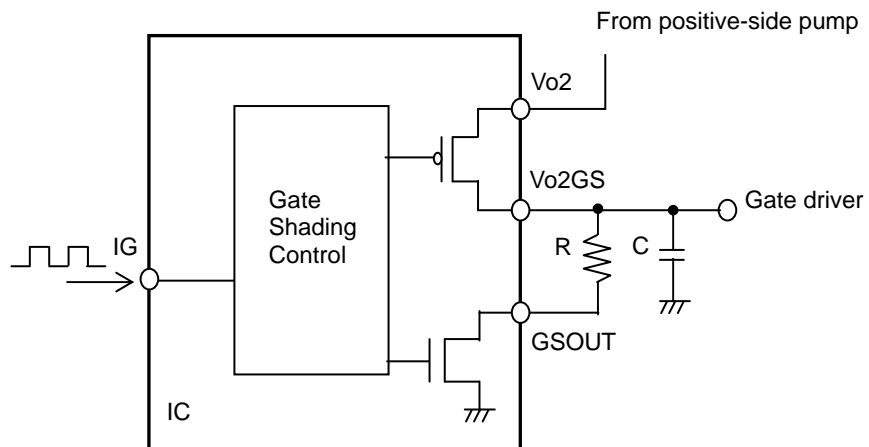 From positive-side pump
Vo2
Vo2GS
Gate driver
Gate
Shading
Control
IG
R
C
GSOUT
IC